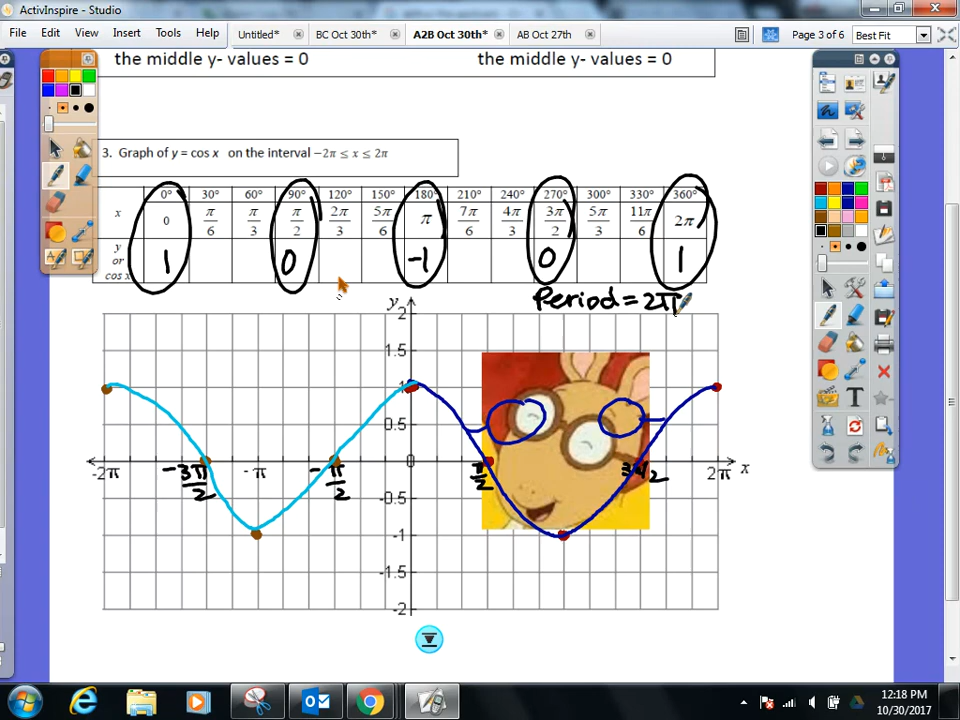 ActivInspire - Studio
File Edit View Insert Tools Help
Untitled* BC Oct 30th* A2B Oct 30th* AB Oct 27th
Page 3 of 6 Best Fit
the middle y- values = 0 the middle y- values = 0
3. Graph of y = cos x on the interval −2π ≤ x ≤ 2π
0° 30° 60° 90° 120° 150° 180° 210° 240° 270° 300° 330° 360°
x 0 π/6 π/3 π/2 2π/3 5π/6 π 7π/6 4π/3 3π/2 5π/3 11π/6 2π
y or cos x 1 0 -1 0 1
Period = 2π
y
2
1.5
1
0.5
-2π -3π/2 -π -π/2 0 π/2 3π/2 2π x
-0.5
-1
-1.5
-2
12:18 PM
10/30/2017